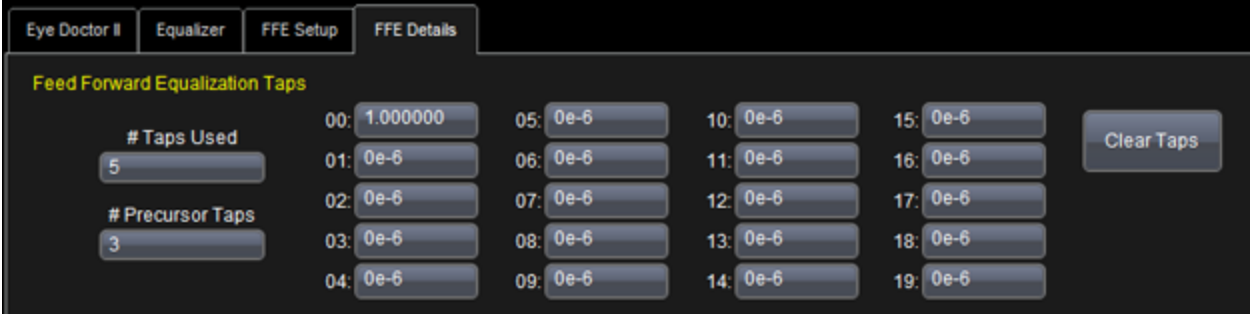 Eye Doctor II Equalizer FFE Setup FFE Details
Feed Forward Equalization Taps
# Taps Used
5
# Precursor Taps
3
00: 1.000000 05: 0e-6 10: 0e-6 15: 0e-6
01: 0e-6 06: 0e-6 11: 0e-6 16: 0e-6
02: 0e-6 07: 0e-6 12: 0e-6 17: 0e-6
03: 0e-6 08: 0e-6 13: 0e-6 18: 0e-6
04: 0e-6 09: 0e-6 14: 0e-6 19: 0e-6
Clear Taps